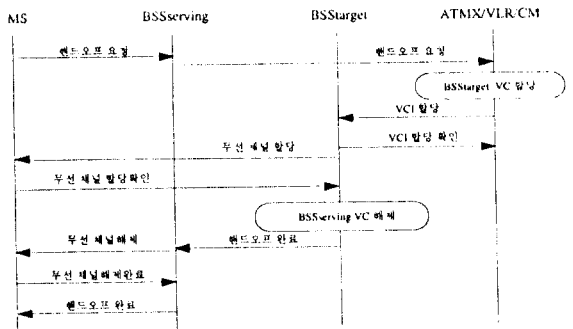 MS
BSSserving
BSStarget
ATMX/VLR/CM
핸드오프 요청
핸드오프 요청
BSStarget VC 할당
VCI 할당
무선 채널 할당
VCI 할당 확인
무선 채널 할당확인
BSSserving VC 해제
무선 채널해제
핸드오프 완료
무선 채널해제완료
핸드오프 완료